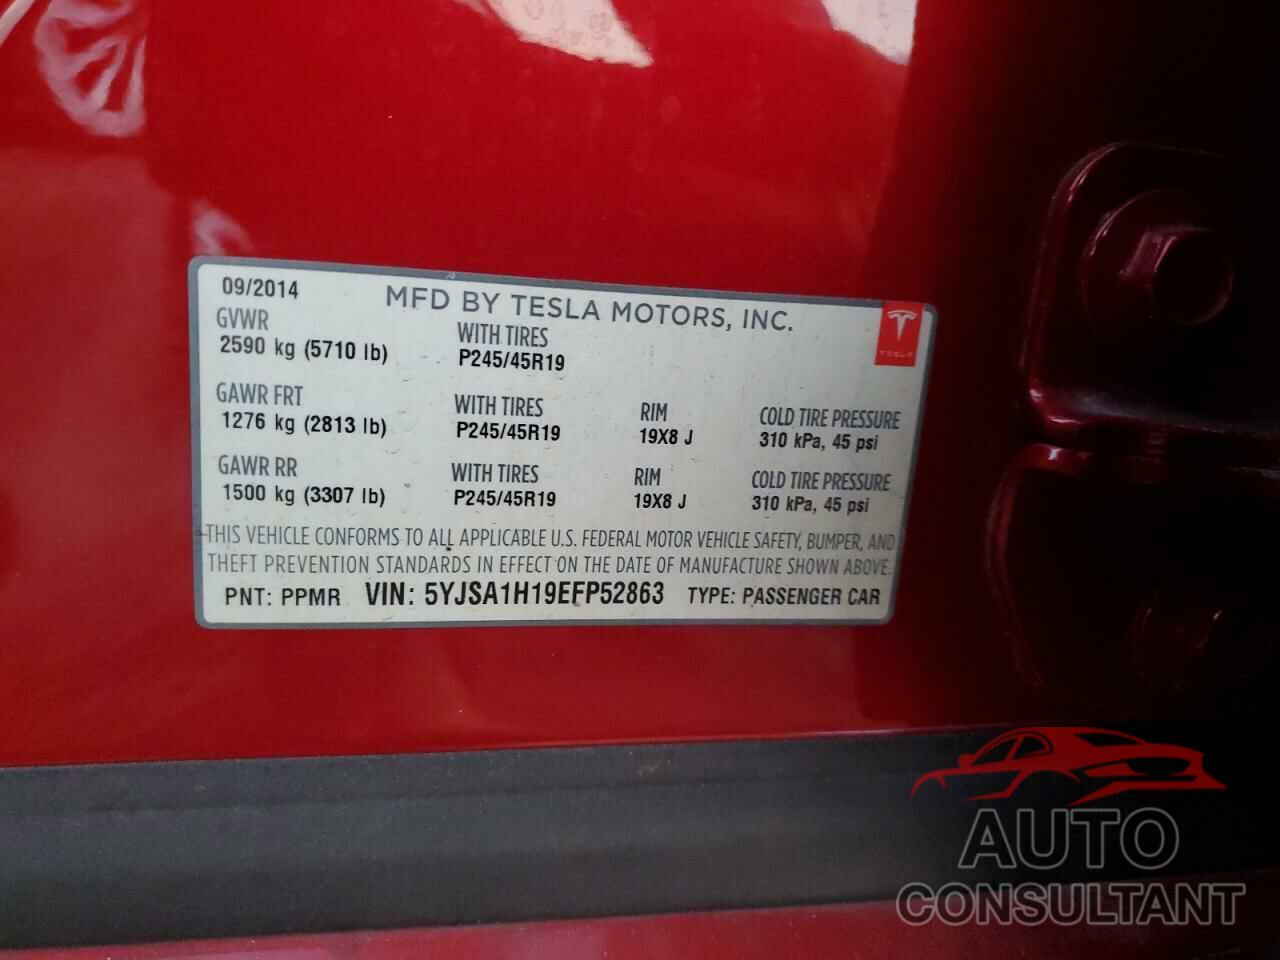 09/2014 MFD BY TESLA MOTORS, INC.
TESLA
GVWR WITH TIRES
2590 kg (5710 lb) P245/45R19
GAWR FRT WITH TIRES RIM COLD TIRE PRESSURE
1276 kg (2813 lb) P245/45R19 19X8 J 310 kPa, 45 psi
GAWR RR WITH TIRES RIM COLD TIRE PRESSURE
1500 kg (3307 lb) P245/45R19 19X8 J 310 kPa, 45 psi
THIS VEHICLE CONFORMS TO ALL APPLICABLE U.S. FEDERAL MOTOR VEHICLE SAFETY, BUMPER, AND
THEFT PREVENTION STANDARDS IN EFFECT ON THE DATE OF MANUFACTURE SHOWN ABOVE.
PNT: PPMR VIN: 5YJSA1H19EFP52863 TYPE: PASSENGER CAR
AUTO
CONSULTANT